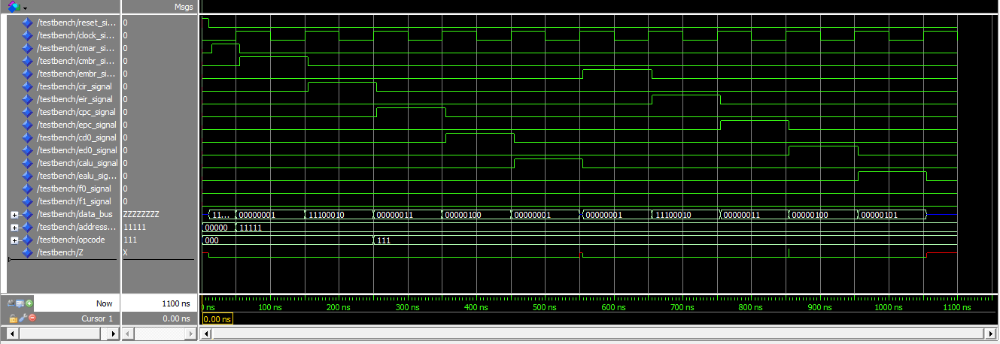 Msgs
/testbench/reset_si... 0
/testbench/clock_si... 0
/testbench/cmar_si... 0
/testbench/cmbr_si... 0
/testbench/embr_si... 0
/testbench/cir_signal 0
/testbench/eir_signal 0
/testbench/cpc_signal 0
/testbench/epc_signal 0
/testbench/cd0_signal 0
/testbench/ed0_signal 0
/testbench/calu_signal 0
/testbench/ealu_sig... 0
/testbench/f0_signal 0
/testbench/f1_signal 0
/testbench/data_bus ZZZZZZZZ 11... 00000001 11100010 00000011 00000100 00000001 00000001 11100010 00000011 00000100 00000101
/testbench/address... 11111 00000 11111
/testbench/opcode 111 000 111
/testbench/Z X
Now 1100 ns ns 100 ns 200 ns 300 ns 400 ns 500 ns 600 ns 700 ns 800 ns 900 ns 1000 ns 1100 ns
Cursor 1 0.00 ns 0.00 ns